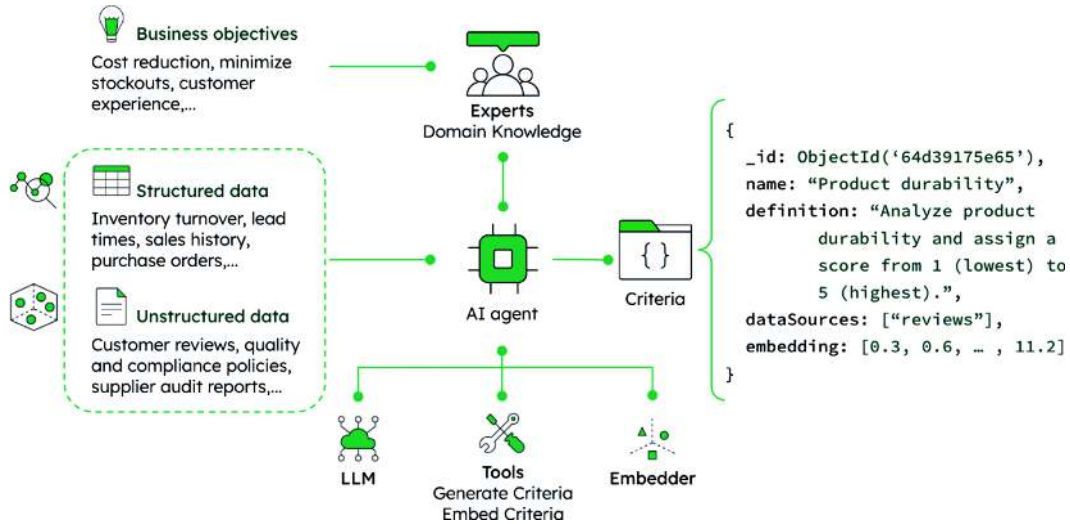 Business objectives
Cost reduction, minimize
stockouts, customer
experience,...
Experts
Domain Knowledge
Structured data
Inventory turnover, lead
times, sales history,
purchase orders,...
Unstructured data
Customer reviews, quality
and compliance policies,
supplier audit reports,...
AI agent
{ }
Criteria
LLM
Tools
Generate Criteria
Embed Criteria
Embedder
{
_id: ObjectId(‘64d39175e65’),
name: “Product durability”,
definition: “Analyze product
durability and assign a
score from 1 (lowest) to
5 (highest).”,
dataSources: [“reviews”],
embedding: [0.3, 0.6, … , 11.2]
}